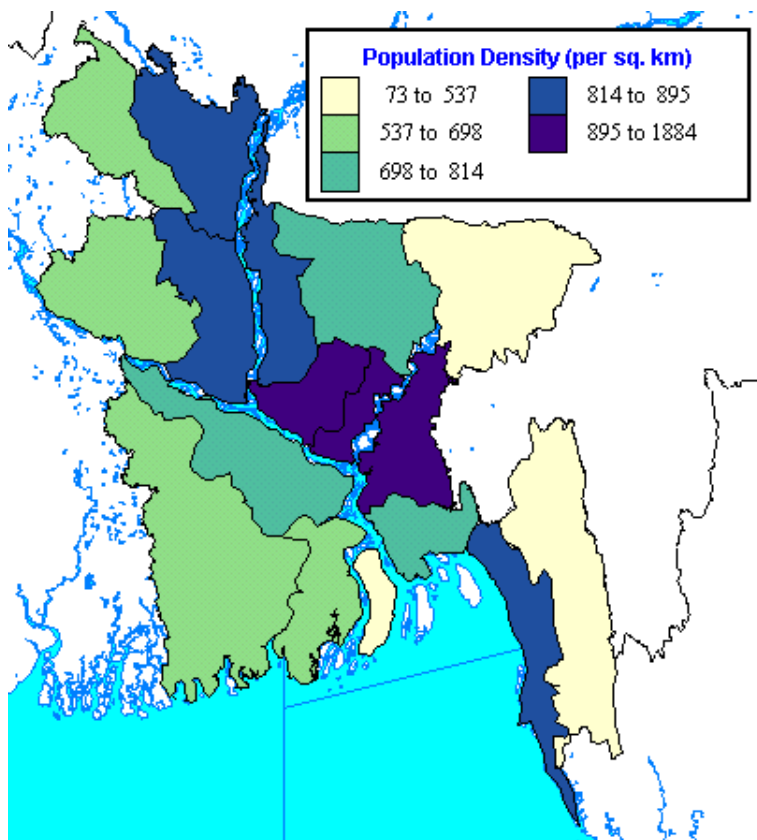 Population Density (per sq. km)
73 to 537
537 to 698
698 to 814
814 to 895
895 to 1884